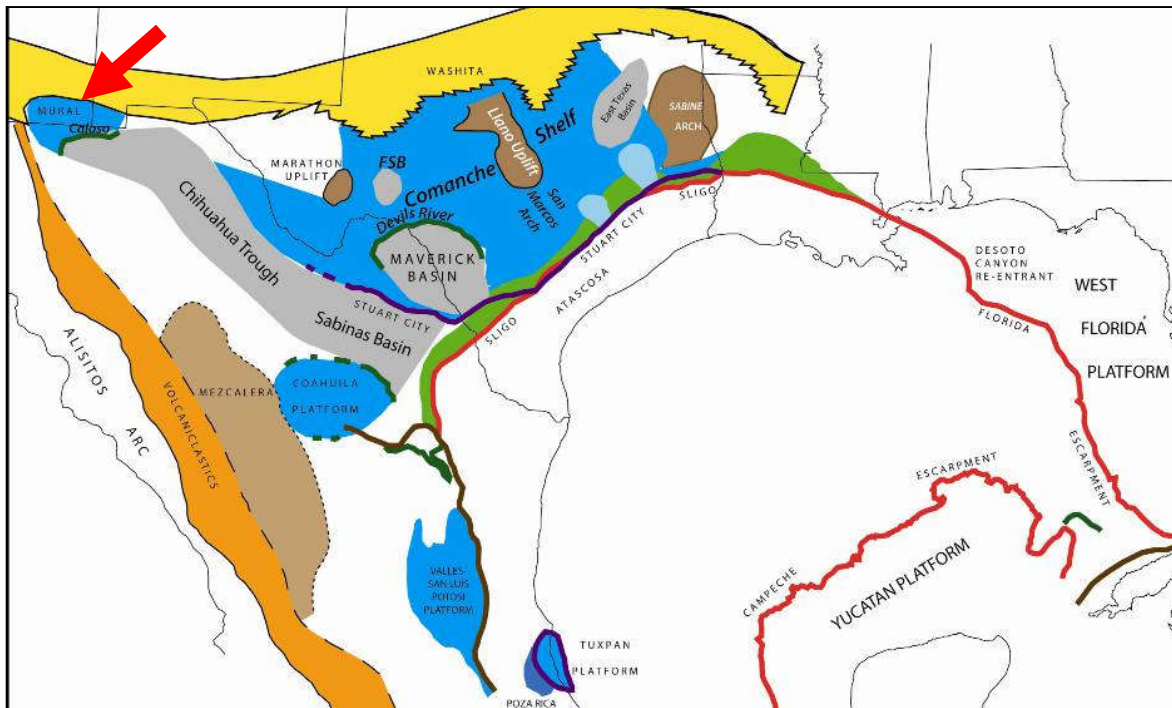 WASHITA
MURAL
Caloso
East Texas
Basin
SABINE
ARCH
Llano Uplift
Shelf
Comanche
MARATHON
UPLIFT
FSB
San
Marcos
Arch
Devils River
MAVERICK
BASIN
Chihuahua Trough
STUART CITY
SLIGO
STUART CITY
ATASCOSA
SLIGO
Sabinas Basin
DESOTO
CANYON
RE-ENTRANT
WEST
FLORIDA
PLATFORM
FLORIDA
ESCARPMENT
ALISITOS
ARC
VOLCANICLASTICS
MEZCALERA
COAHUILA
PLATFORM
VALLES-
SAN LUIS
POTOSI
PLATFORM
TUXPAN
PLATFORM
POZA RICA
CAMPECHE
ESCARPMENT
YUCATAN PLATFORM